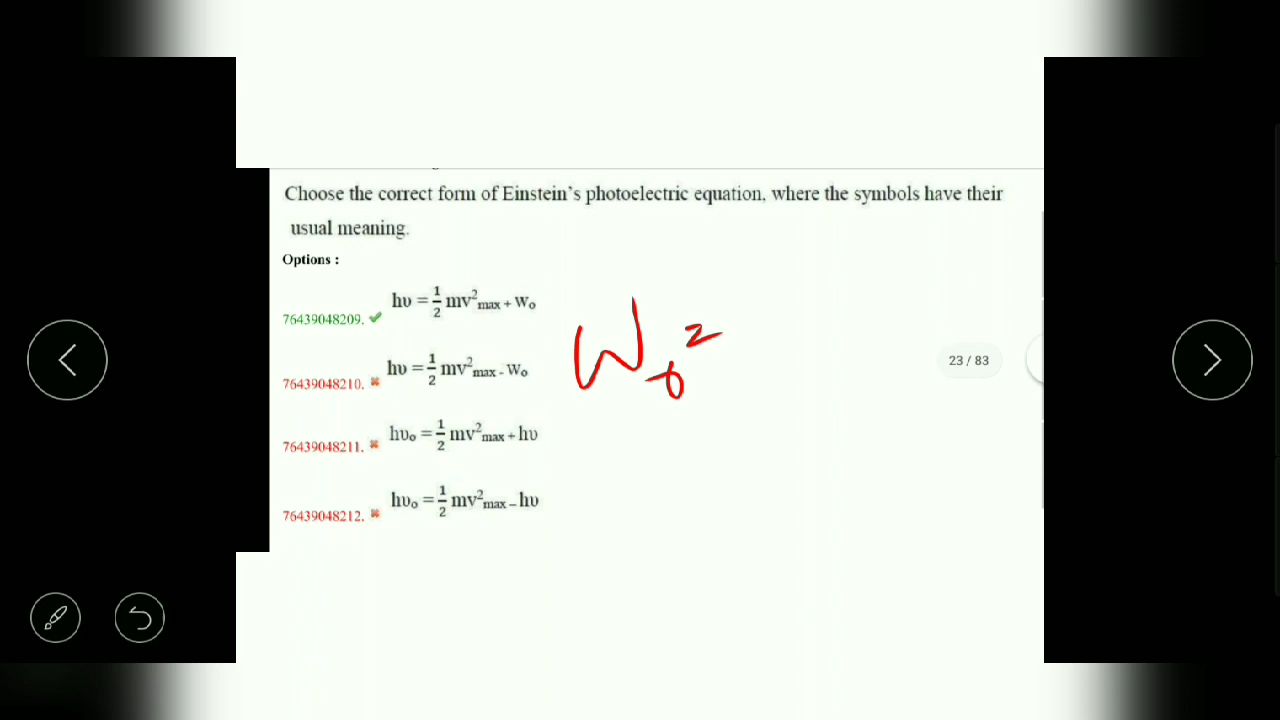 Choose the correct form of Einstein's photoelectric equation, where the symbols have their
usual meaning.
Options :
76439048209. ✔ hυ = 1/2 mv²max + Wₒ
76439048210. ✖ hυ = 1/2 mv²max - Wₒ
76439048211. ✖ hυₒ = 1/2 mv²max + hυ
76439048212. ✖ hυₒ = 1/2 mv²max – hυ
W₀²
23 / 83